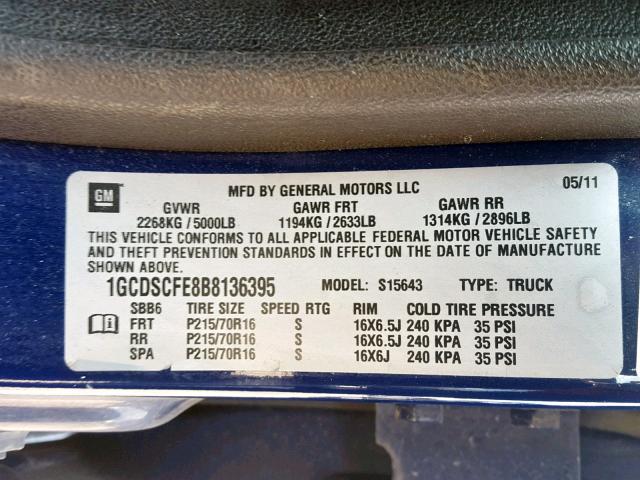 GM MFD BY GENERAL MOTORS LLC 05/11
GVWR GAWR FRT GAWR RR
2268KG / 5000LB 1194KG / 2633LB 1314KG / 2896LB
THIS VEHICLE CONFORMS TO ALL APPLICABLE FEDERAL MOTOR VEHICLE SAFETY
AND THEFT PREVENTION STANDARDS IN EFFECT ON THE DATE OF MANUFACTURE
SHOWN ABOVE.
1GCDSCFE8B8136395 MODEL: S15643 TYPE: TRUCK
SBB6 TIRE SIZE SPEED RTG RIM COLD TIRE PRESSURE
FRT P215/70R16 S 16X6.5J 240 KPA 35 PSI
RR P215/70R16 S 16X6.5J 240 KPA 35 PSI
SPA P215/70R16 S 16X6J 240 KPA 35 PSI